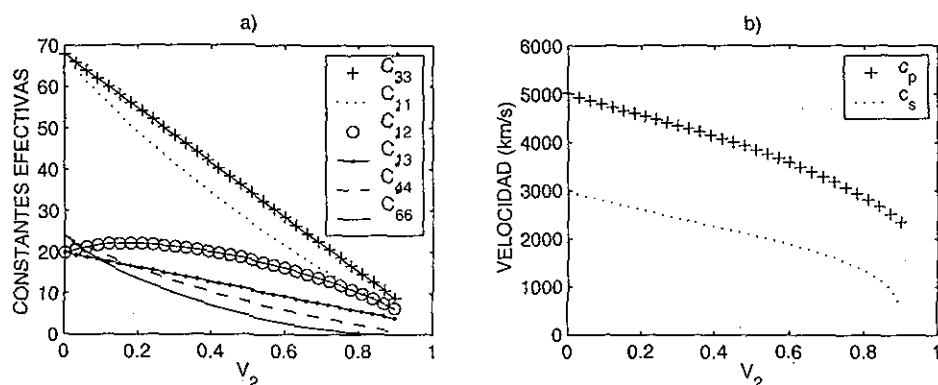 a)
70
60
50
40
30
20
10
0
CONSTANTES EFECTIVAS
0 0.2 0.4 0.6 0.8 1
V2
C33
C11
C12
C13
C44
C66
b)
6000
5000
4000
3000
2000
1000
0
VELOCIDAD (km/s)
0 0.2 0.4 0.6 0.8 1
V2
cp
cs